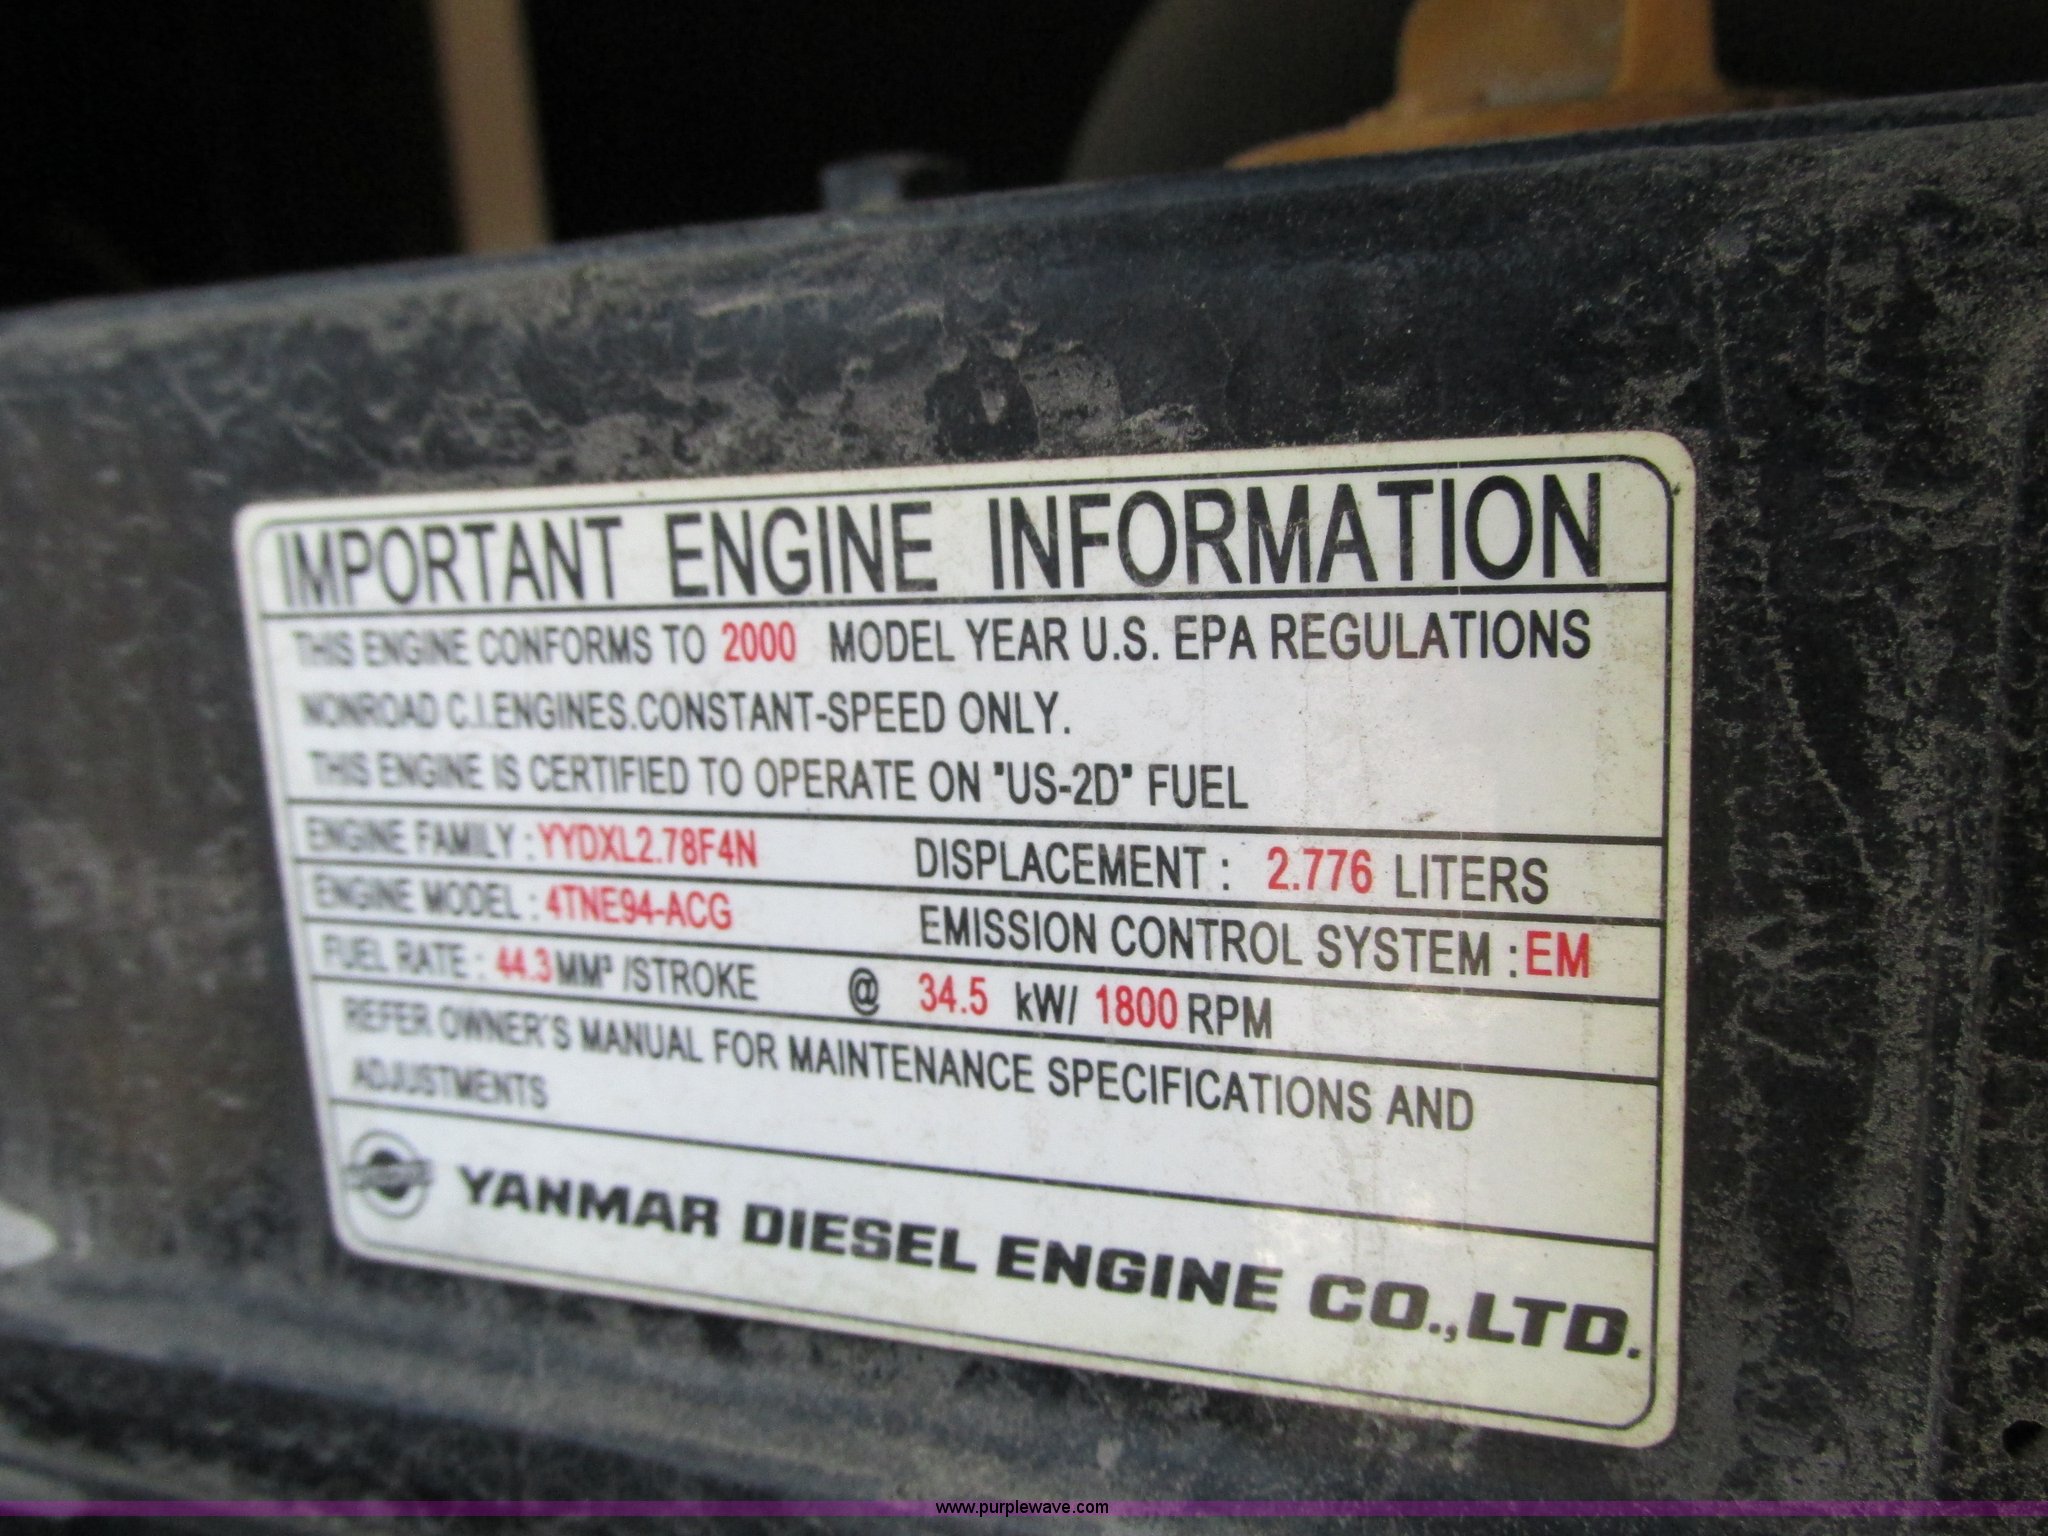 IMPORTANT ENGINE INFORMATION
THIS ENGINE CONFORMS TO 2000 MODEL YEAR U.S. EPA REGULATIONS
NONROAD C.I.ENGINES.CONSTANT-SPEED ONLY.
THIS ENGINE IS CERTIFIED TO OPERATE ON "US-2D" FUEL
ENGINE FAMILY : YYDXL2.78F4N DISPLACEMENT : 2.776 LITERS
ENGINE MODEL : 4TNE94-ACG EMISSION CONTROL SYSTEM : EM
FUEL RATE : 44.3 MM³ /STROKE @ 34.5 kW/ 1800 RPM
REFER OWNER'S MANUAL FOR MAINTENANCE SPECIFICATIONS AND
ADJUSTMENTS
YANMAR DIESEL ENGINE CO.,LTD.
www.purplewave.com